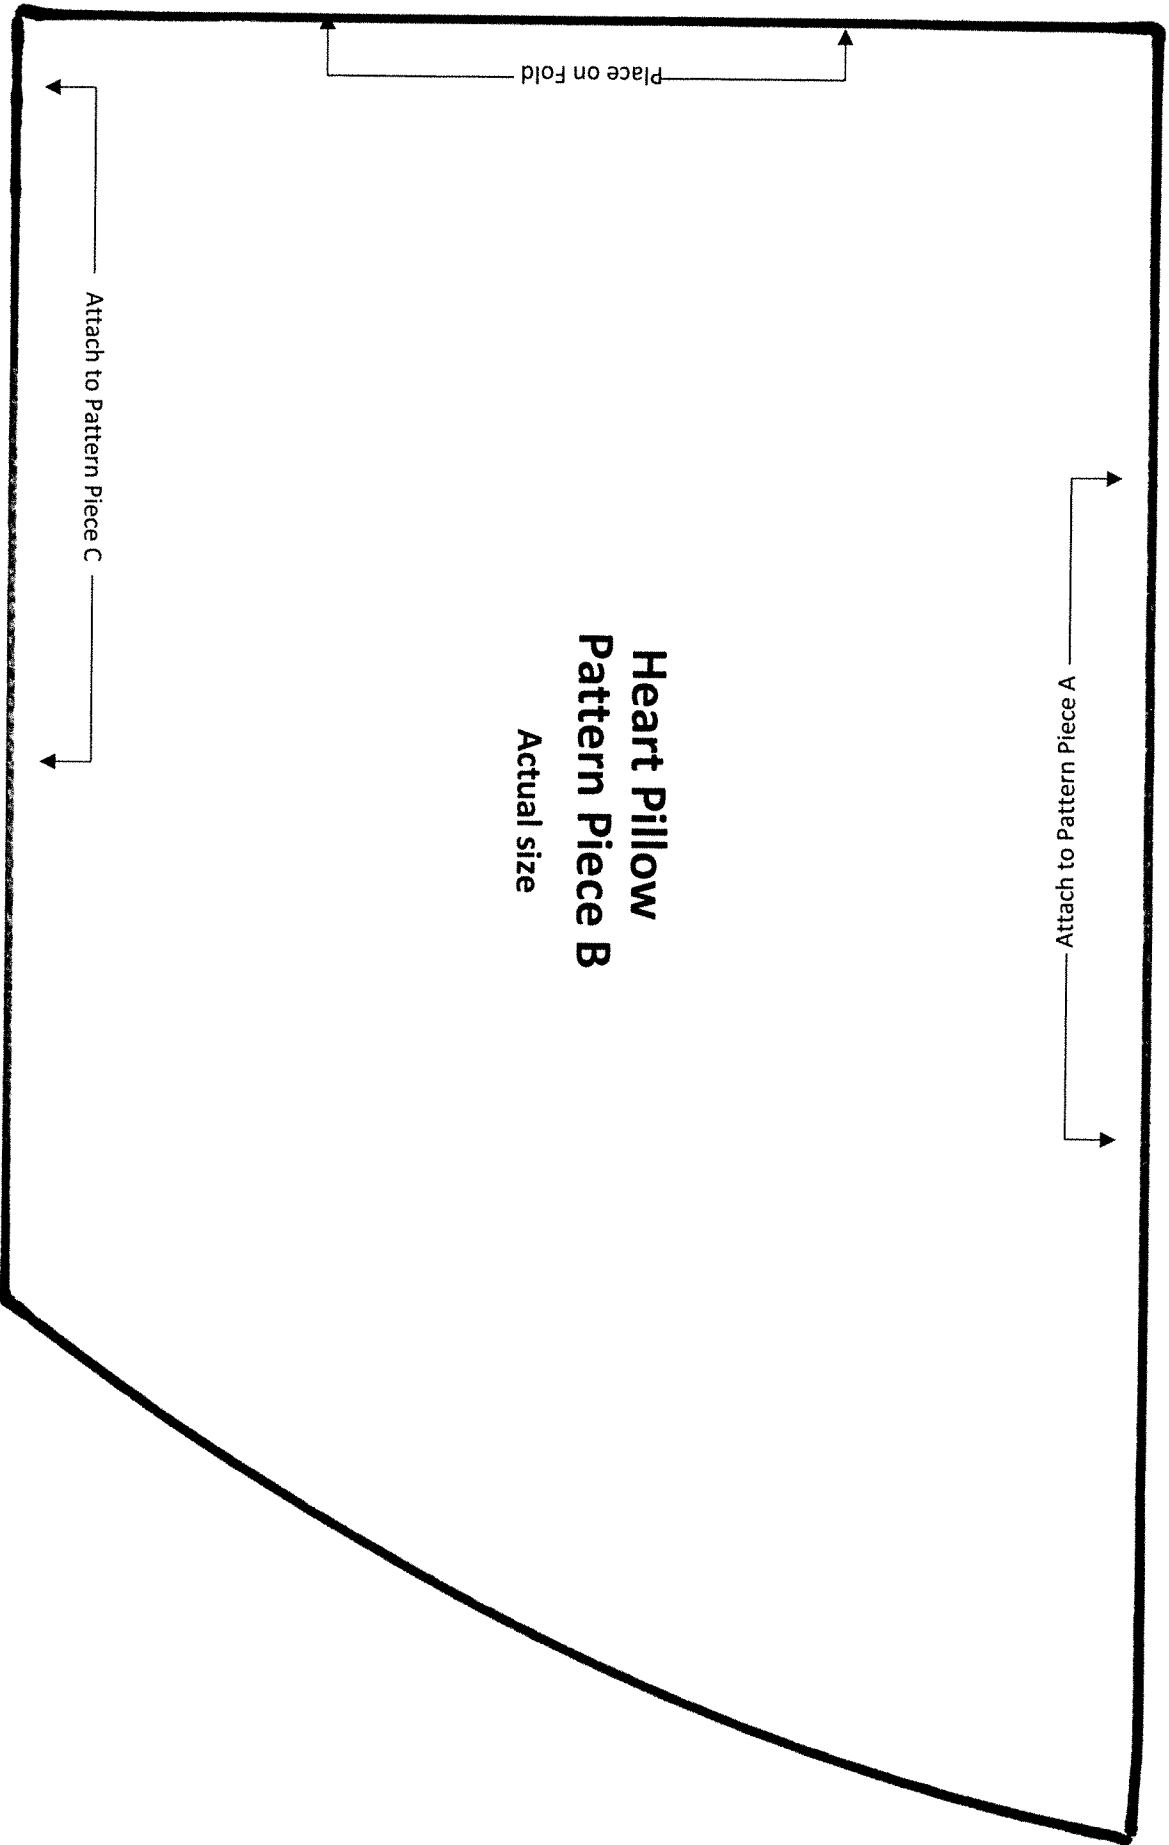 Place on Fold
Attach to Pattern Piece A
Heart Pillow
Pattern Piece B
Actual size
Attach to Pattern Piece C